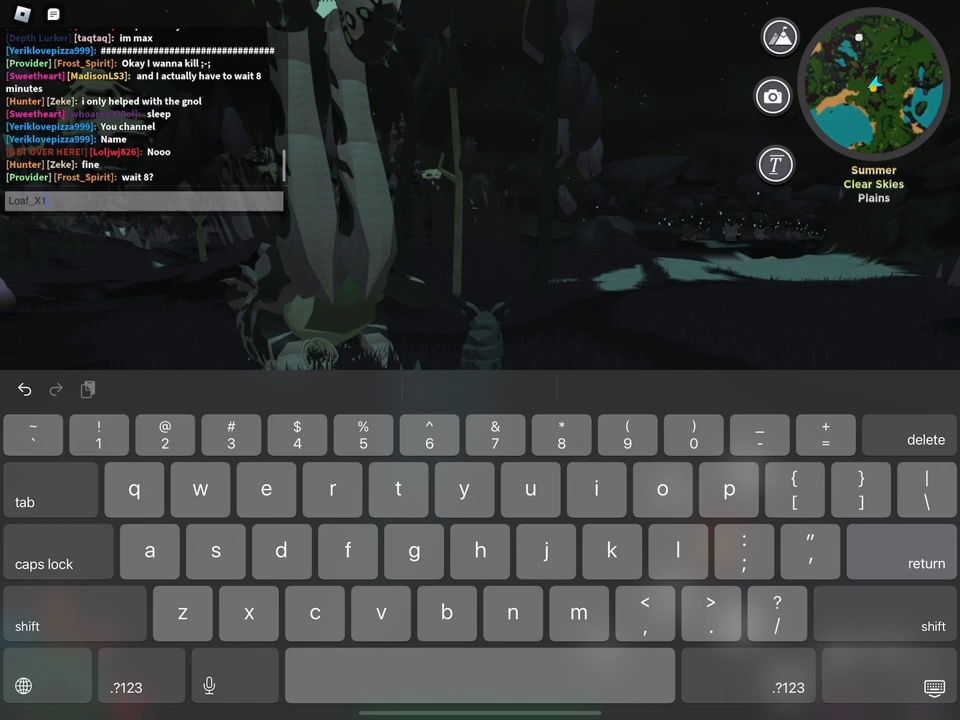 [Depth Lurker] [taqtaq]: im max
[Yeriklovepizza999]: #################################
[Provider] [Frost_Spirit]: Okay I wanna kill ;-;
[Sweetheart] [MadisonLS3]: and I actually have to wait 8
minutes
[Hunter] [Zeke]: i only helped with the gnol
[Sweetheart] sleep
[Yeriklovepizza999]: You channel
[Yeriklovepizza999]: Name
[GET OVER HERE!] [Loljwj826]: Nooo
[Hunter] [Zeke]: fine
[Provider] [Frost_Spirit]: wait 8?
Loaf_X1
T
Summer
Clear Skies
Plains
~ ! @ # $ % ^ & * ( ) _ +
` 1 2 3 4 5 6 7 8 9 0 - = delete
tab q w e r t y u i o p { [ } ] | \
caps lock a s d f g h j k l : ; " ' return
shift z x c v b n m < , > . ? / shift
.?123 .?123